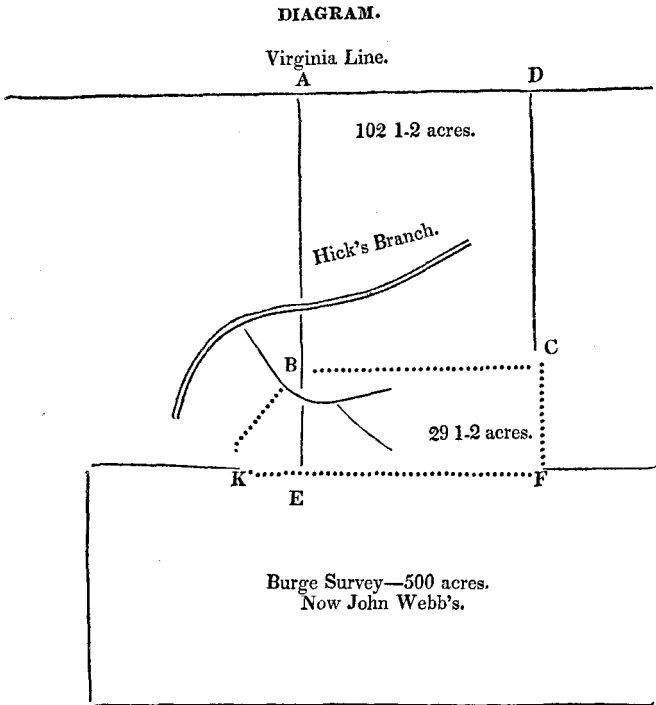 DIAGRAM.
Virginia Line.
A D
102 1-2 acres.
Hick's Branch.
B C
29 1-2 acres.
K E F
Burge Survey—500 acres.
Now John Webb's.